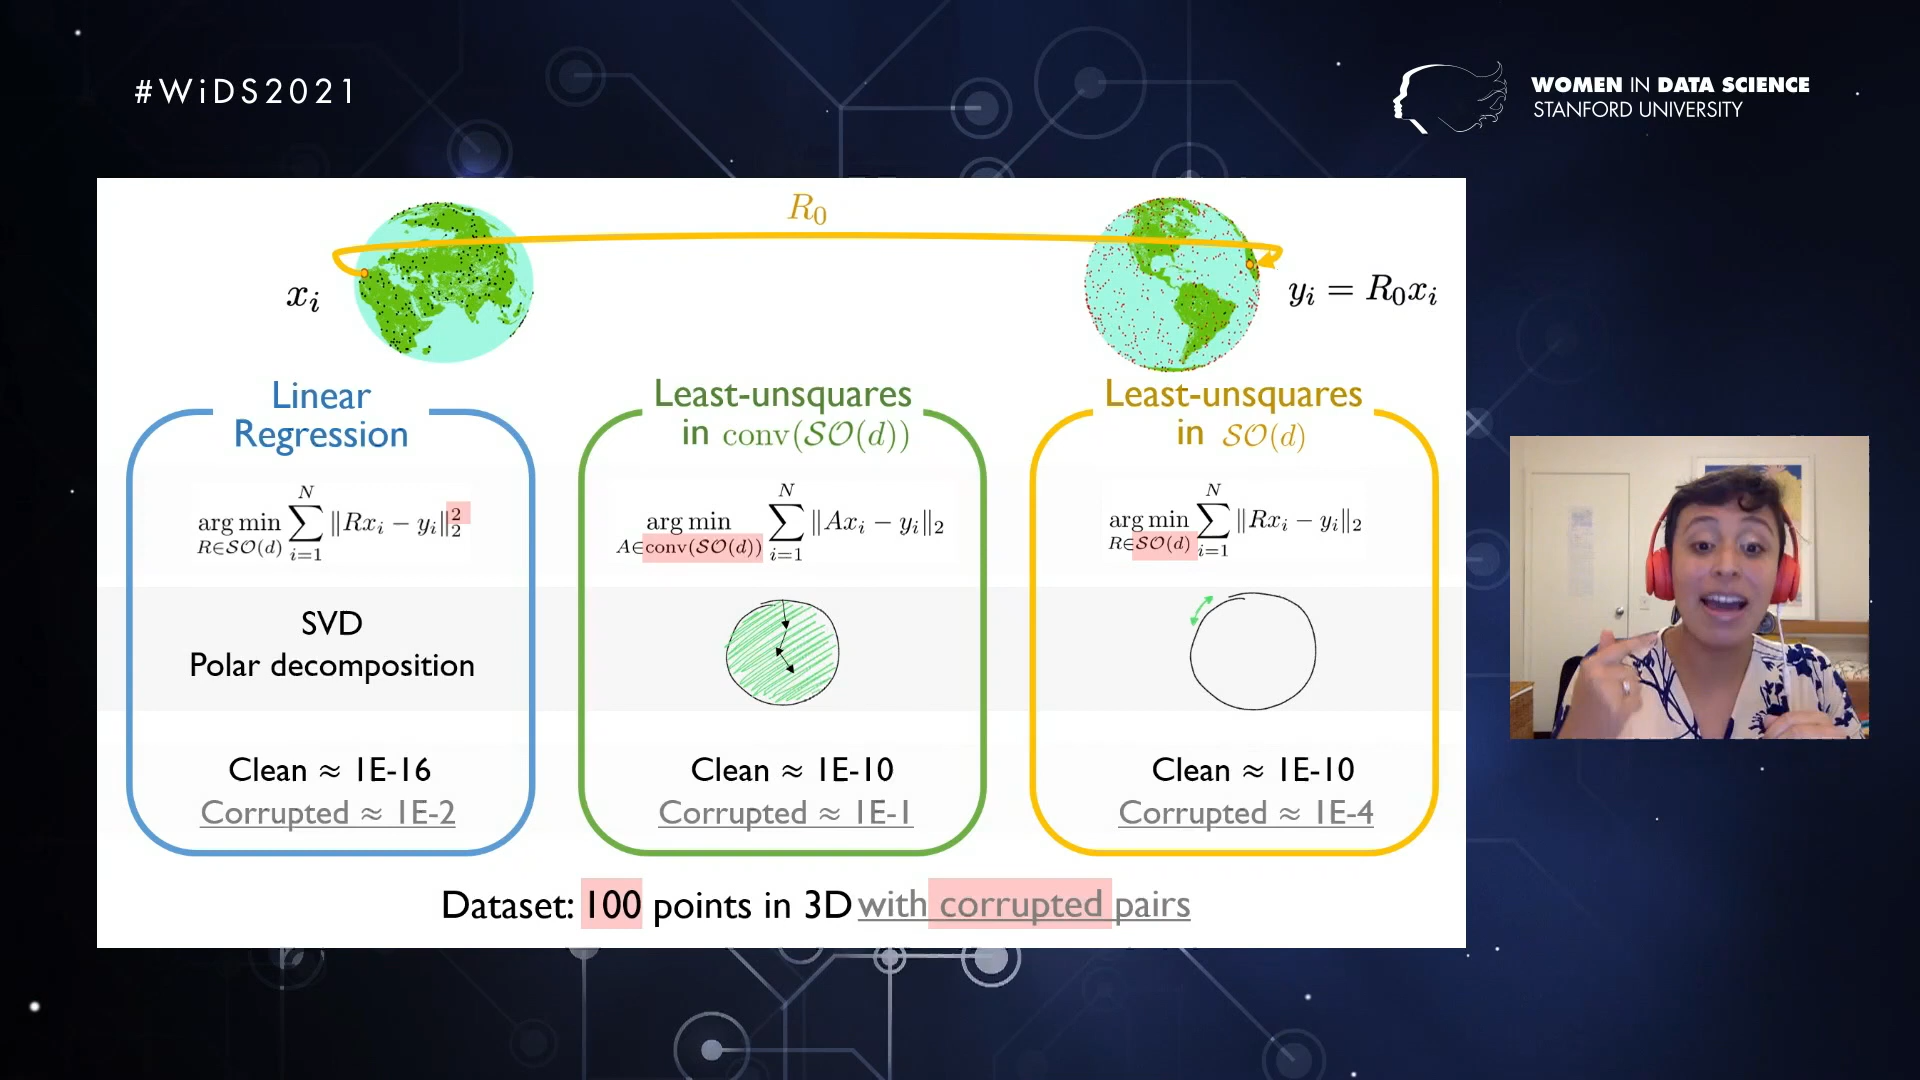 #WiDS2021
WOMEN IN DATA SCIENCE
STANFORD UNIVERSITY
R₀
xᵢ
yᵢ = R₀xᵢ
Linear
Regression
arg min R∈𝒮𝒪(d) ∑ i=1 N ‖Rxᵢ − yᵢ‖₂²
SVD
Polar decomposition
Clean ≈ 1E-16
Corrupted ≈ 1E-2
Least-unsquares
in conv(𝒮𝒪(d))
arg min A∈conv(𝒮𝒪(d)) ∑ i=1 N ‖Axᵢ − yᵢ‖₂
Clean ≈ 1E-10
Corrupted ≈ 1E-1
Least-unsquares
in 𝒮𝒪(d)
arg min R∈𝒮𝒪(d) ∑ i=1 N ‖Rxᵢ − yᵢ‖₂
Clean ≈ 1E-10
Corrupted ≈ 1E-4
Dataset: 100 points in 3D with corrupted pairs